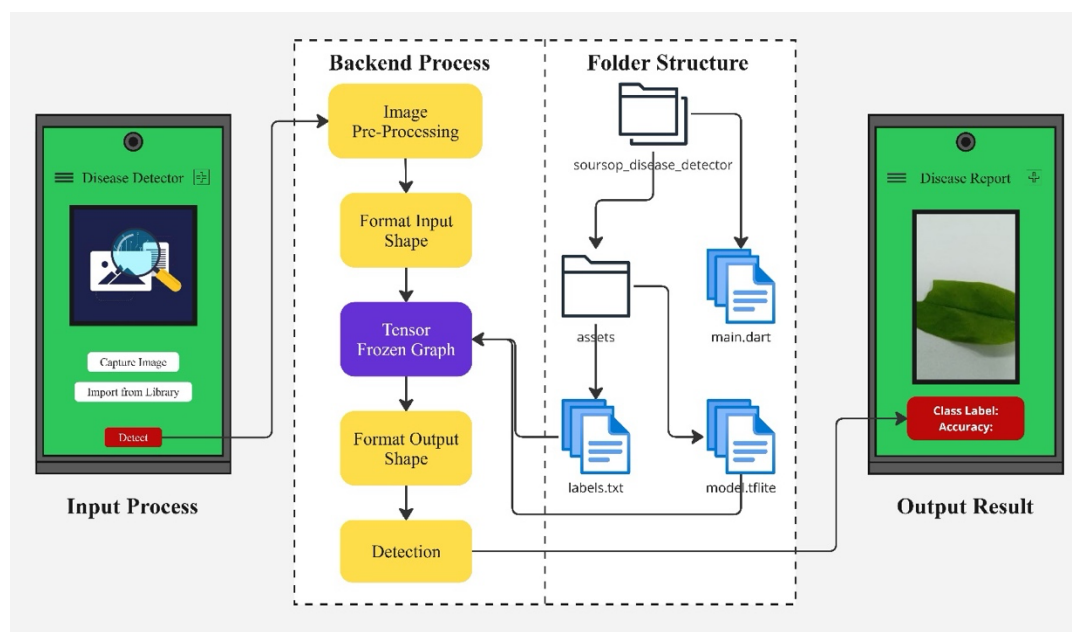 Disease Detector
Capture Image
Import from Library
Detect
Input Process
Backend Process
Image
Pre-Processing
Format Input
Shape
Tensor
Frozen Graph
Format Output
Shape
Detection
Folder Structure
soursop_disease_detector
assets
main.dart
labels.txt
model.tflite
Disease Report
Class Label:
Accuracy:
Output Result